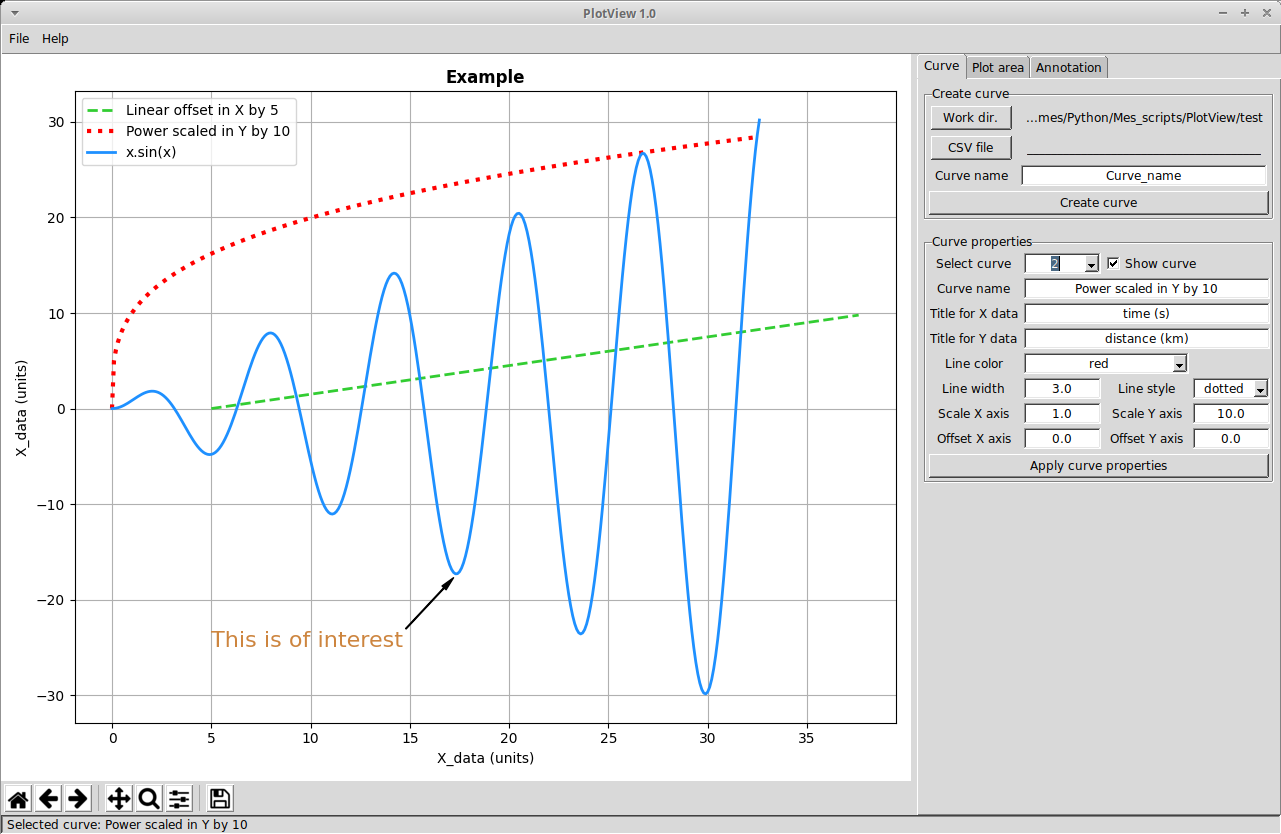 PlotView 1.0
File Help
Example
Linear offset in X by 5
Power scaled in Y by 10
x.sin(x)
30
20
10
0
−10
−20
−30
X_data (units)
This is of interest
0 5 10 15 20 25 30 35
X_data (units)
Curve Plot area Annotation
Create curve
Work dir. ...mes/Python/Mes_scripts/PlotView/test
CSV file
Curve name Curve_name
Create curve
Curve properties
Select curve 2 Show curve
Curve name Power scaled in Y by 10
Title for X data time (s)
Title for Y data distance (km)
Line color red
Line width 3.0 Line style dotted
Scale X axis 1.0 Scale Y axis 10.0
Offset X axis 0.0 Offset Y axis 0.0
Apply curve properties
Selected curve: Power scaled in Y by 10